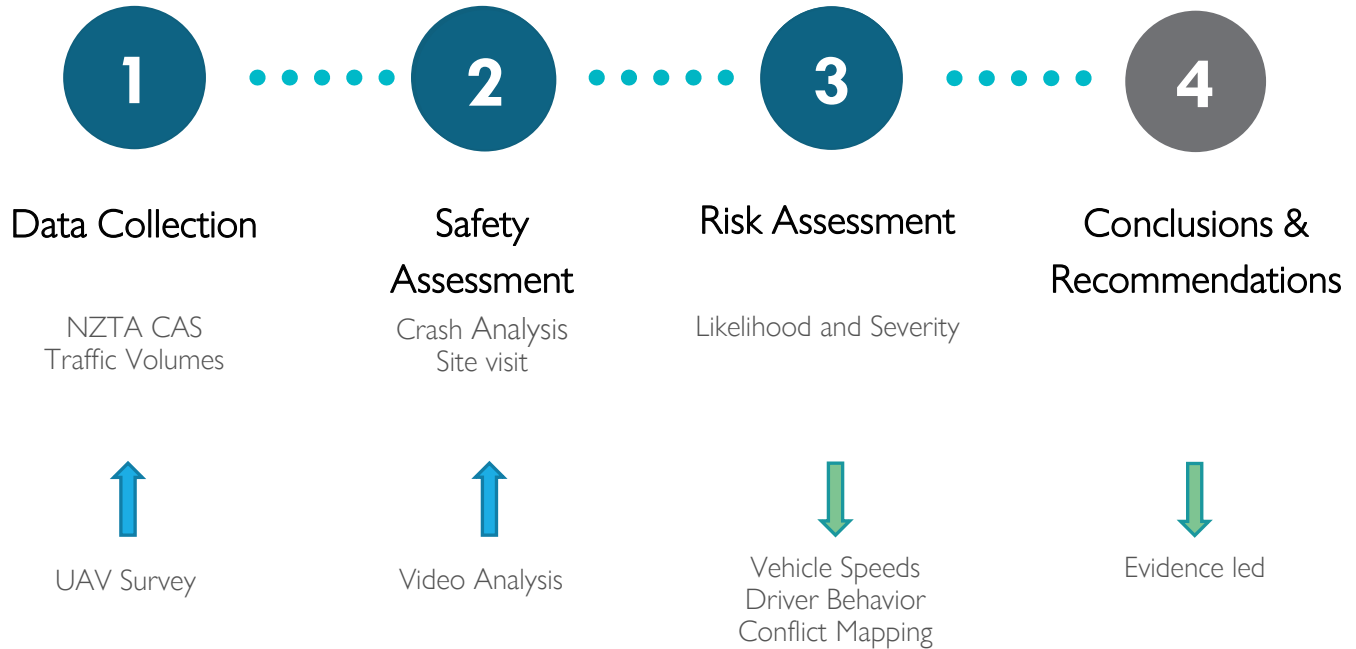 1
2
3
4
Data Collection
Safety
Assessment
Risk Assessment
Conclusions &
Recommendations
NZTA CAS
Traffic Volumes
Crash Analysis
Site visit
Likelihood and Severity
UAV Survey
Video Analysis
Vehicle Speeds
Driver Behavior
Conflict Mapping
Evidence led